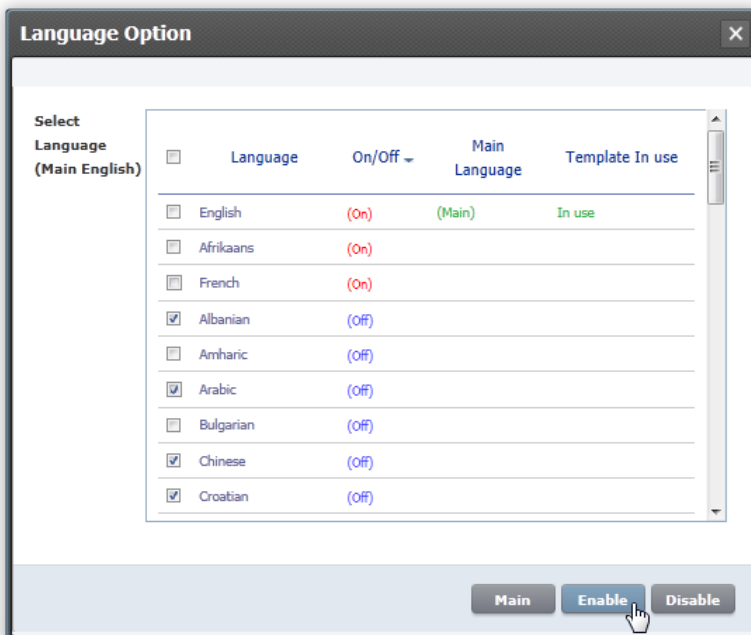 Language Option
Select
Language
(Main English)
Language On/Off Main Language Template In use
English (On) (Main) In use
Afrikaans (On)
French (On)
Albanian (Off)
Amharic (Off)
Arabic (Off)
Bulgarian (Off)
Chinese (Off)
Croatian (Off)
Main Enable Disable